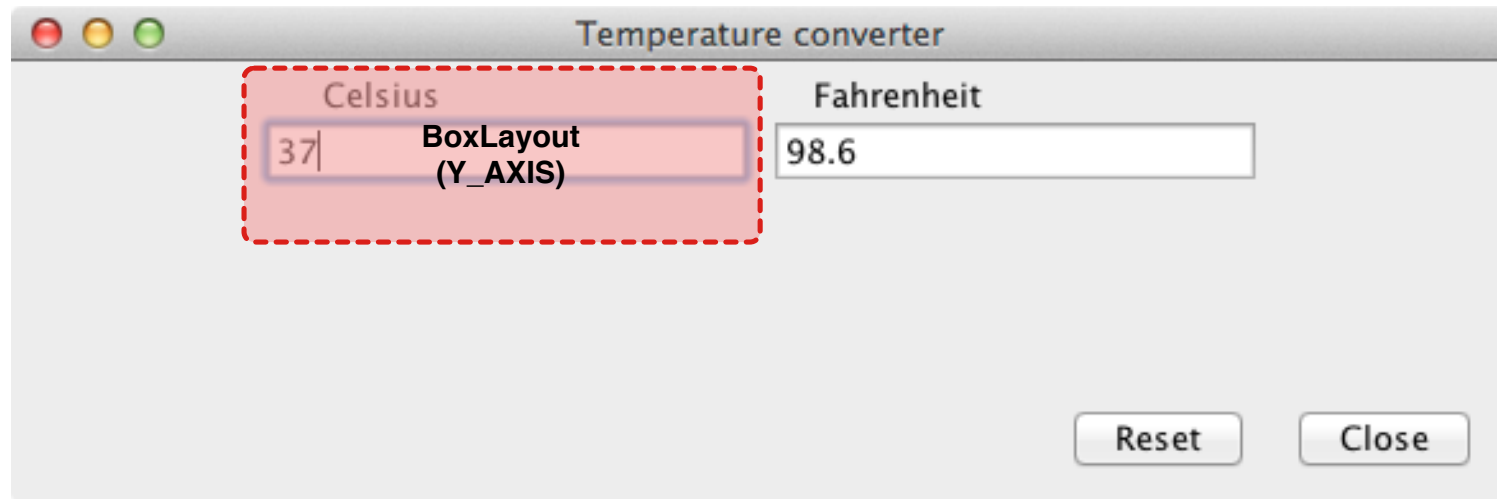 Temperature converter
Celsius Fahrenheit
37 BoxLayout 98.6
(Y_AXIS)
Reset Close